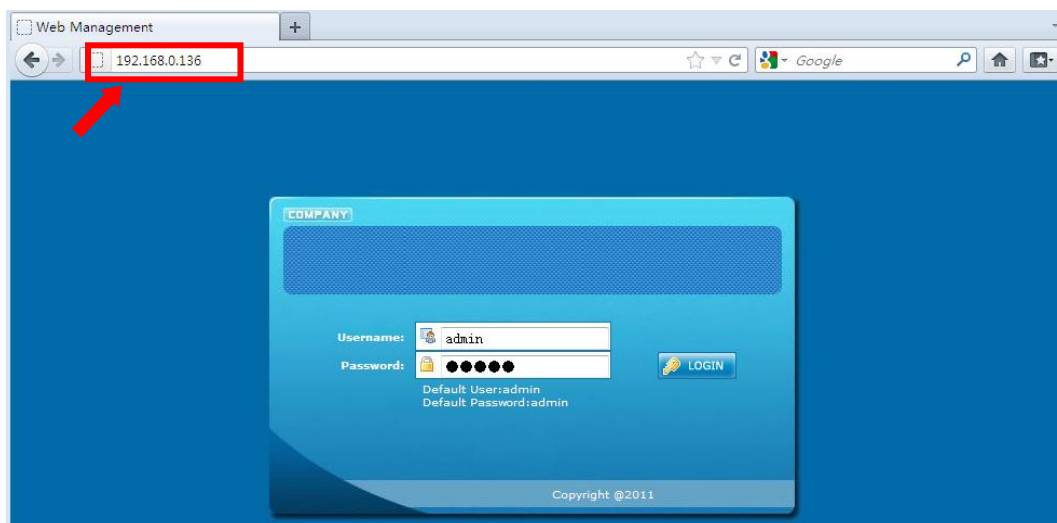 Web Management
192.168.0.136
Google
COMPANY
Username: admin
Password: ●●●●●
LOGIN
Default User:admin
Default Password:admin
Copyright @2011